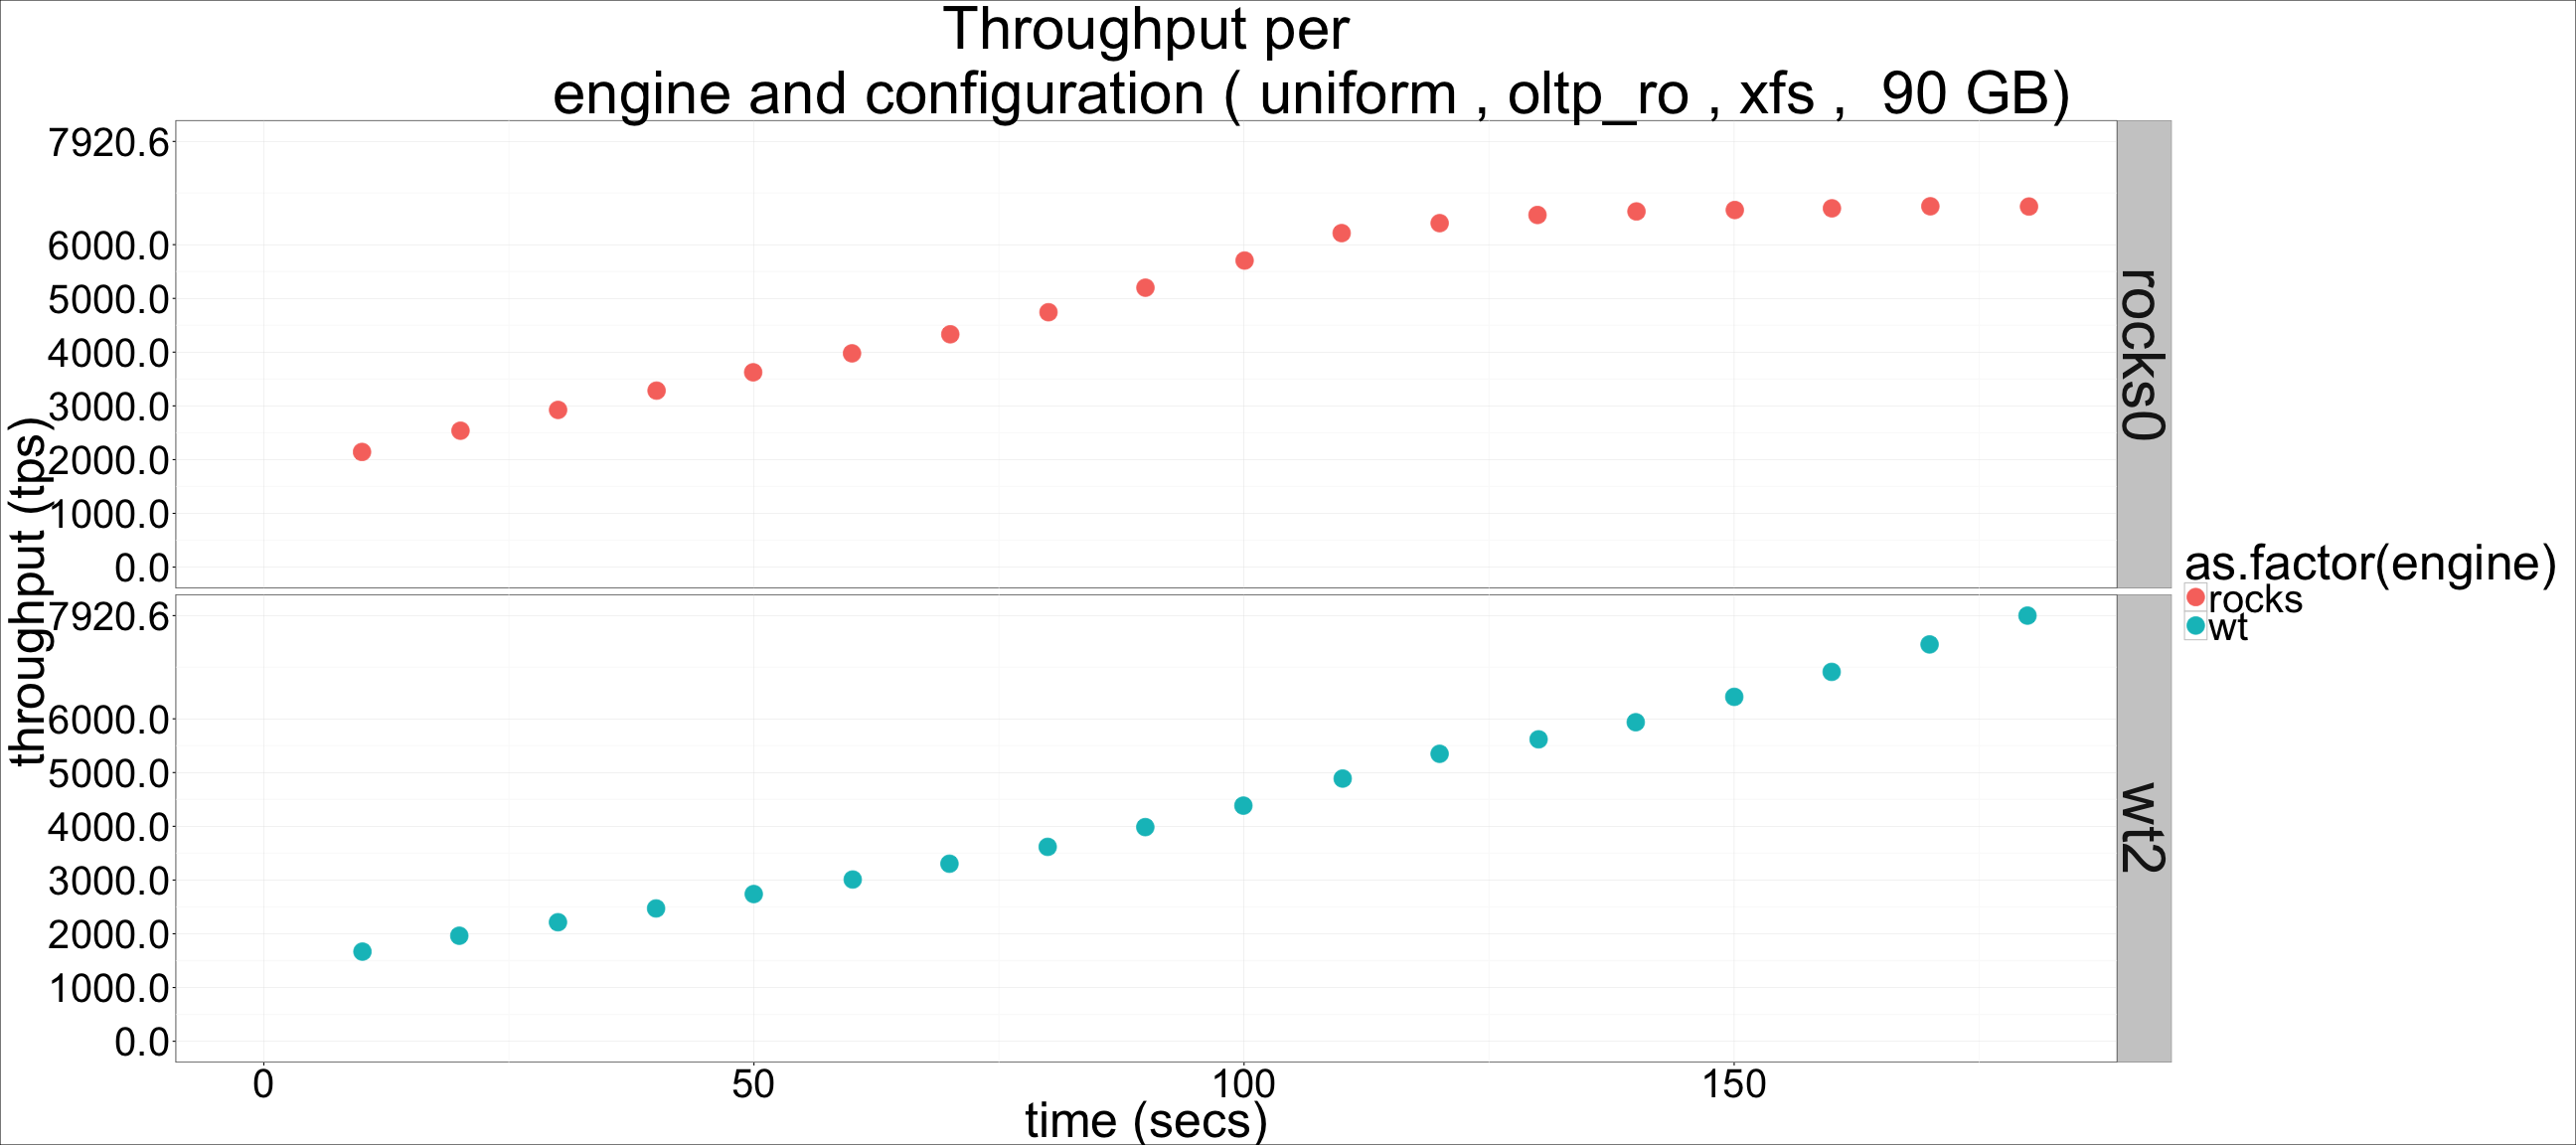 Throughput per
engine and configuration ( uniform , oltp_ro , xfs ,  90 GB)
throughput (tps)
7920.6
6000.0
5000.0
4000.0
3000.0
2000.0
1000.0
0.0
rocks0
7920.6
6000.0
5000.0
4000.0
3000.0
2000.0
1000.0
0.0
wt2
0 50 100 150
time (secs)
as.factor(engine)
rocks
wt